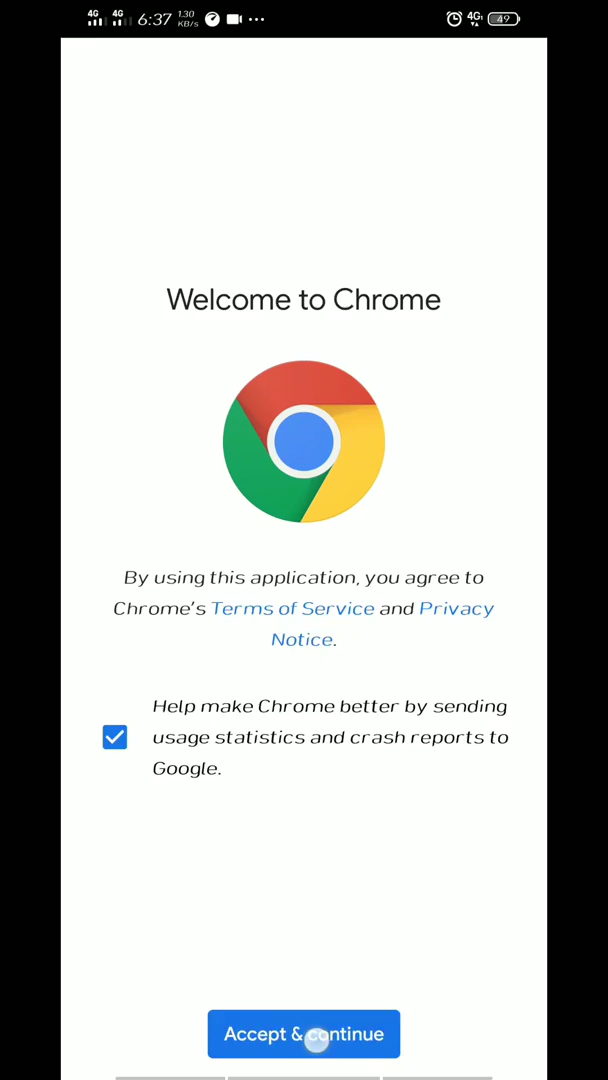 4G 4G 6:37 1.30 KB/s 4G 49
Welcome to Chrome
By using this application, you agree to
Chrome's Terms of Service and Privacy
Notice.
Help make Chrome better by sending
usage statistics and crash reports to
Google.
Accept & continue